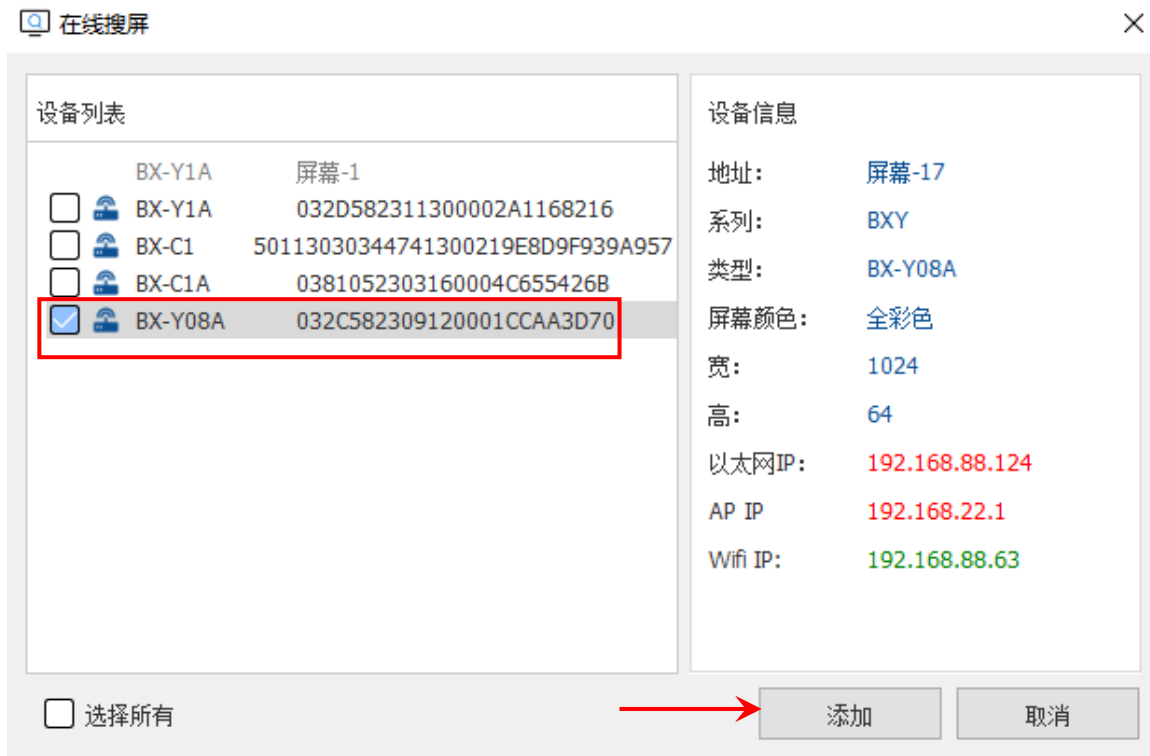 在线搜屏
设备列表
BX-Y1A 屏幕-1
BX-Y1A 032D582311300002A1168216
BX-C1 50113030344741300219E8D9F939A957
BX-C1A 0381052303160004C655426B
BX-Y08A 032C582309120001CCAA3D70
选择所有
设备信息
地址: 屏幕-17
系列: BXY
类型: BX-Y08A
屏幕颜色: 全彩色
宽: 1024
高: 64
以太网IP: 192.168.88.124
AP IP 192.168.22.1
Wifi IP: 192.168.88.63
添加 取消